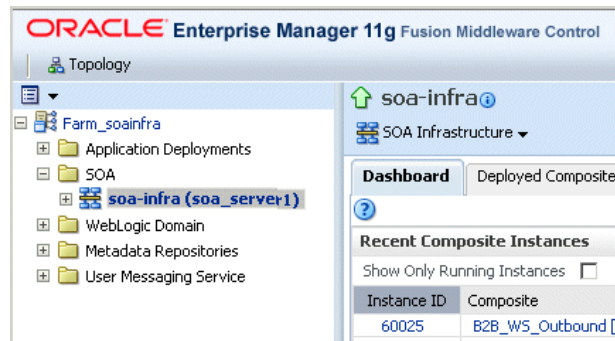 ORACLE Enterprise Manager 11g Fusion Middleware Control
Topology
Farm_soainfra
Application Deployments
SOA
soa-infra (soa_server1)
WebLogic Domain
Metadata Repositories
User Messaging Service
soa-infra
SOA Infrastructure
Dashboard Deployed Composite
Recent Composite Instances
Show Only Running Instances
Instance ID Composite
60025 B2B_WS_Outbound [